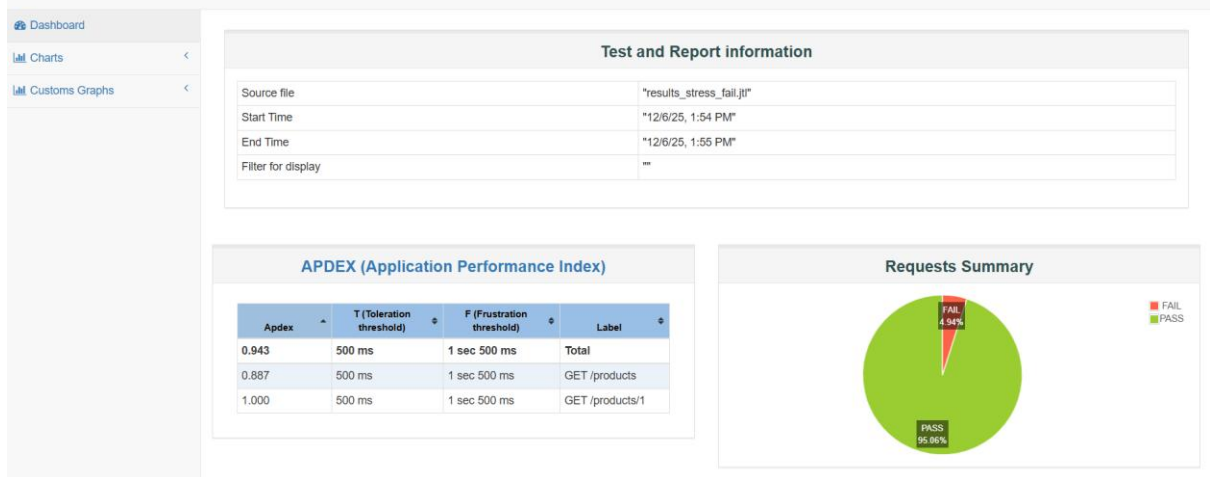 Dashboard
Charts
Customs Graphs
Test and Report information
Source file "results_stress_fail.jtl"
Start Time "12/6/25, 1:54 PM"
End Time "12/6/25, 1:55 PM"
Filter for display ""
APDEX (Application Performance Index)
Apdex T (Toleration threshold) F (Frustration threshold) Label
0.943 500 ms 1 sec 500 ms Total
0.887 500 ms 1 sec 500 ms GET /products
1.000 500 ms 1 sec 500 ms GET /products/1
Requests Summary
FAIL
4.94%
PASS
95.06%
FAIL
PASS